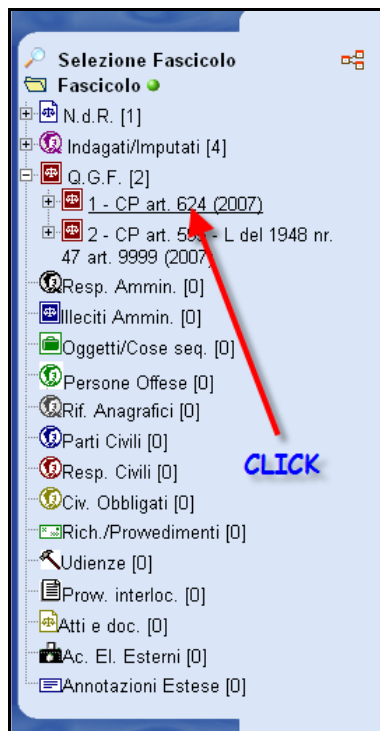 Selezione Fascicolo
Fascicolo
N.d.R. [1]
Indagati/Imputati [4]
Q.G.F. [2]
1 - CP art. 624 (2007)
2 - CP art. - L del 1948 nr.
47 art. 9999 (2007)
Resp. Ammin. [0]
Illeciti Ammin. [0]
Oggetti/Cose seq. [0]
Persone Offese [0]
Rif. Anagrafici [0]
Parti Civili [0]
Resp. Civili [0]
CLICK
Civ. Obbligati [0]
Rich./Provvedimenti [0]
Udienze [0]
Provv. interloc. [0]
Atti e doc. [0]
Ac. El. Esterni [0]
Annotazioni Estese [0]